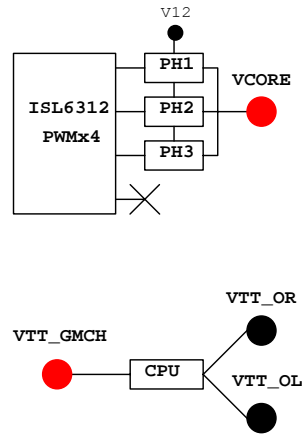 V12
PH1
VCORE
ISL6312
PH2
PWMx4
PH3
VTT_OR
VTT_GMCH
CPU
VTT_OL